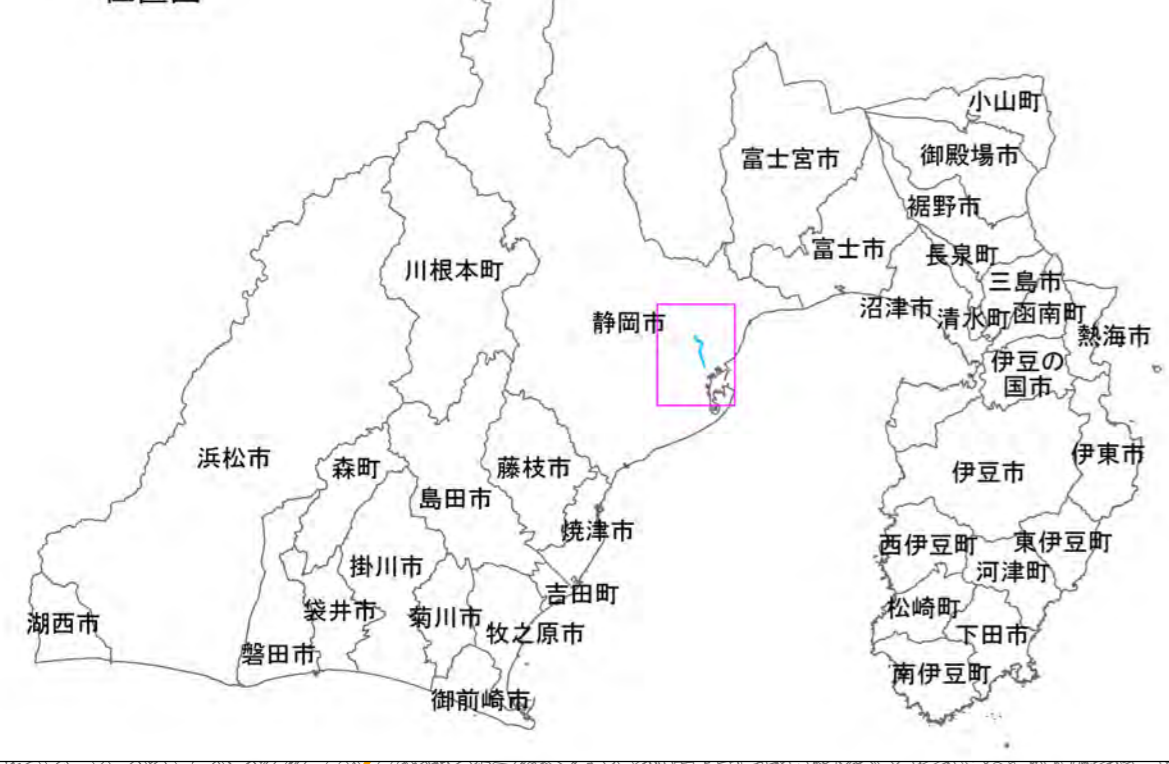 小山町
富士宮市
御殿場市
裾野市
富士市
長泉町
川根本町
三島市
沼津市
清水町
函南町
静岡市
熱海市
伊豆の
国市
浜松市
森町
藤枝市
伊東市
伊豆市
島田市
焼津市
西伊豆町
東伊豆町
掛川市
河津町
吉田町
袋井市
菊川市
松崎町
湖西市
牧之原市
下田市
磐田市
南伊豆町
御前崎市